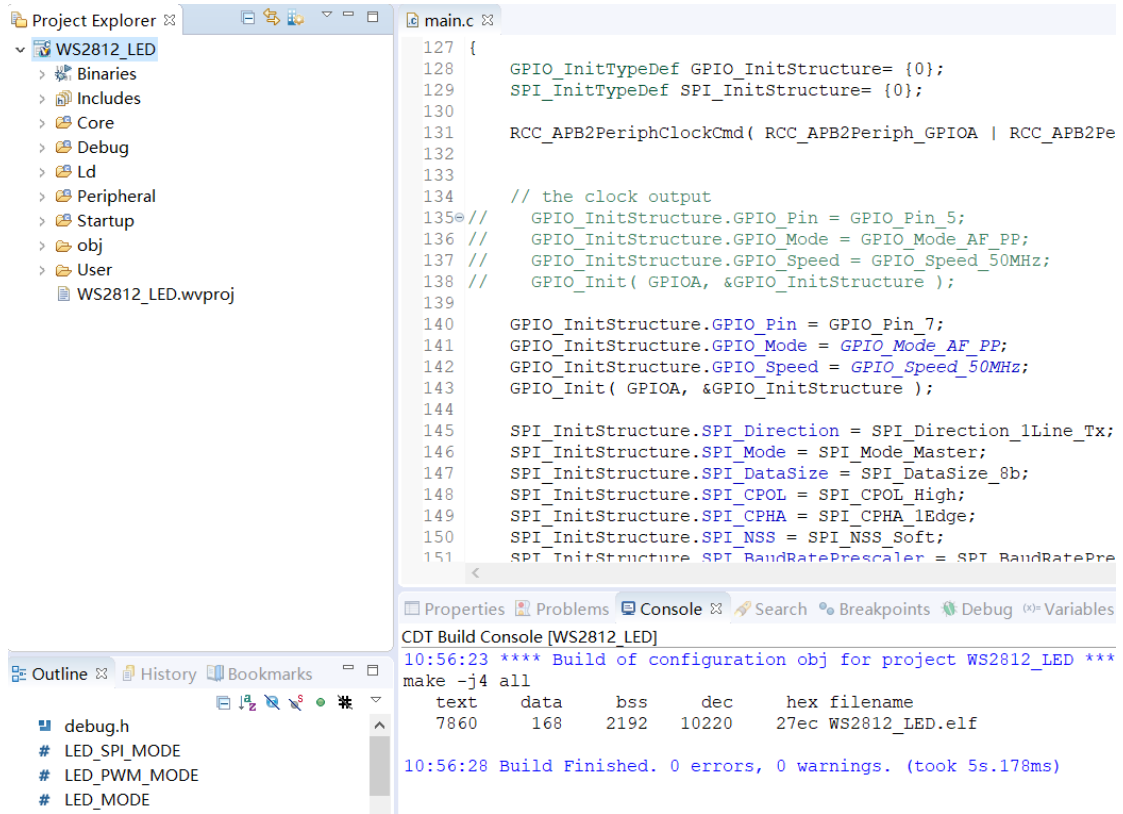 Project Explorer
WS2812_LED
Binaries
Includes
Core
Debug
Ld
Peripheral
Startup
obj
User
WS2812_LED.wvproj
main.c
127 {
128 GPIO_InitTypeDef GPIO_InitStructure= {0};
129 SPI_InitTypeDef SPI_InitStructure= {0};
130
131 RCC_APB2PeriphClockCmd( RCC_APB2Periph_GPIOA | RCC_APB2Pe
132
133
134 // the clock output
135 // GPIO_InitStructure.GPIO_Pin = GPIO_Pin_5;
136 // GPIO_InitStructure.GPIO_Mode = GPIO_Mode_AF_PP;
137 // GPIO_InitStructure.GPIO_Speed = GPIO_Speed_50MHz;
138 // GPIO_Init( GPIOA, &GPIO_InitStructure );
139
140 GPIO_InitStructure.GPIO_Pin = GPIO_Pin_7;
141 GPIO_InitStructure.GPIO_Mode = GPIO_Mode_AF_PP;
142 GPIO_InitStructure.GPIO_Speed = GPIO_Speed_50MHz;
143 GPIO_Init( GPIOA, &GPIO_InitStructure );
144
145 SPI_InitStructure.SPI_Direction = SPI_Direction_1Line_Tx;
146 SPI_InitStructure.SPI_Mode = SPI_Mode_Master;
147 SPI_InitStructure.SPI_DataSize = SPI_DataSize_8b;
148 SPI_InitStructure.SPI_CPOL = SPI_CPOL_High;
149 SPI_InitStructure.SPI_CPHA = SPI_CPHA_1Edge;
150 SPI_InitStructure.SPI_NSS = SPI_NSS_Soft;
151 SPI_InitStructure.SPI_BaudRatePrescaler = SPI_BaudRatePre
Outline History Bookmarks
debug.h
# LED_SPI_MODE
# LED_PWM_MODE
# LED_MODE
Properties Problems Console Search Breakpoints Debug (x)= Variables
CDT Build Console [WS2812_LED]
10:56:23 **** Build of configuration obj for project WS2812_LED ***
make -j4 all
text data bss dec hex filename
7860 168 2192 10220 27ec WS2812_LED.elf
10:56:28 Build Finished. 0 errors, 0 warnings. (took 5s.178ms)